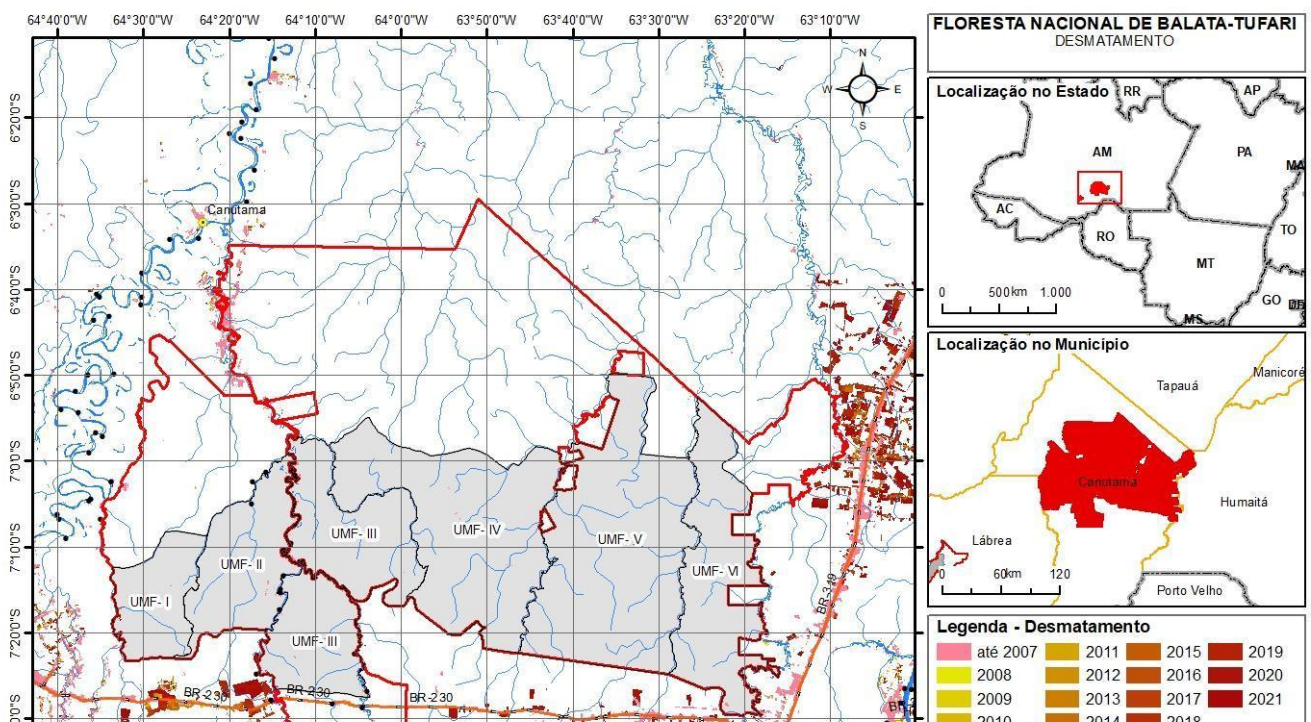 64°40'0"W 64°20'0"W 64°10'0"W 64°0'0"W 63°50'0"W 63°40'0"W 63°30'0"W 63°20'0"W 63°10'0"W
FLORESTA NACIONAL DE BALATA-TUFARI
DESMATAMENTO
N
W E
S
6°20'0"S
6°30'0"S
6°40'0"S
6°50'0"S
7°0'0"S
7°10'0"S
7°20'0"S
Canutama
UMF- I
UMF- II
UMF- III
UMF- III
UMF- IV
UMF- V
UMF- VI
BR-319
BR-230
BR-230
BR-230
Localização no Estado
RR
AP
AM
PA
MA
AC
RO
TO
MT
GO
MS
0 500 km 1.000
Localização no Município
Manicoré
Tapauá
Canutama
Humaitá
Lábrea
0 60km 120
Porto Velho
Legenda - Desmatamento
até 2007 2011 2015 2019
2008 2012 2016 2020
2009 2013 2017 2021
2010 2014 2018